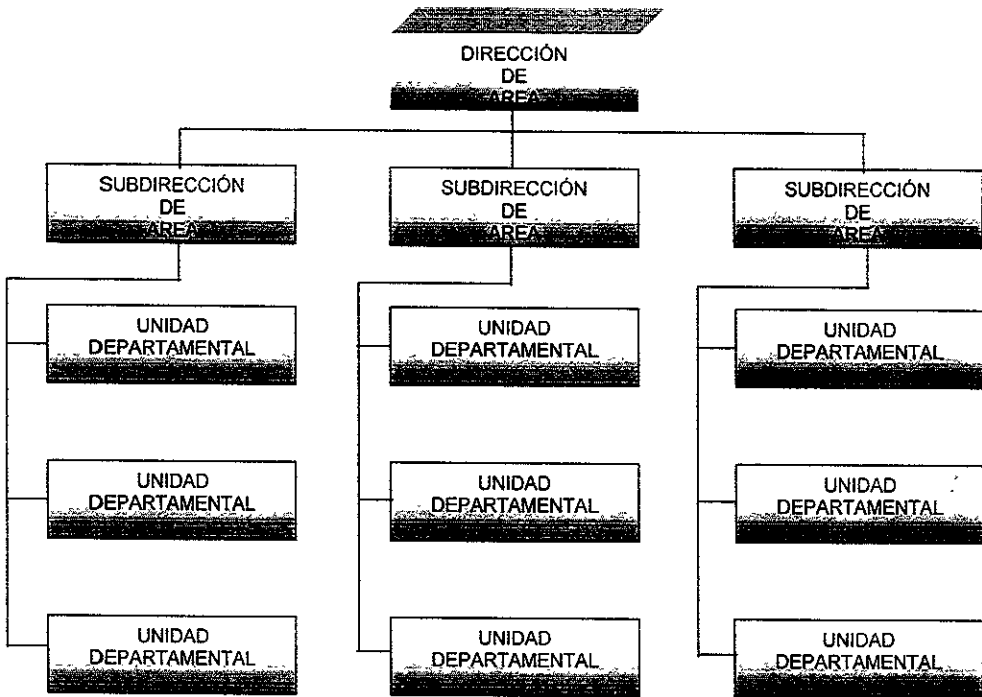 DIRECCIÓN
DE
AREA
SUBDIRECCIÓN
DE
AREA
SUBDIRECCIÓN
DE
AREA
SUBDIRECCIÓN
DE
AREA
UNIDAD
DEPARTAMENTAL
UNIDAD
DEPARTAMENTAL
UNIDAD
DEPARTAMENTAL
UNIDAD
DEPARTAMENTAL
UNIDAD
DEPARTAMENTAL
UNIDAD
DEPARTAMENTAL
UNIDAD
DEPARTAMENTAL
UNIDAD
DEPARTAMENTAL
UNIDAD
DEPARTAMENTAL